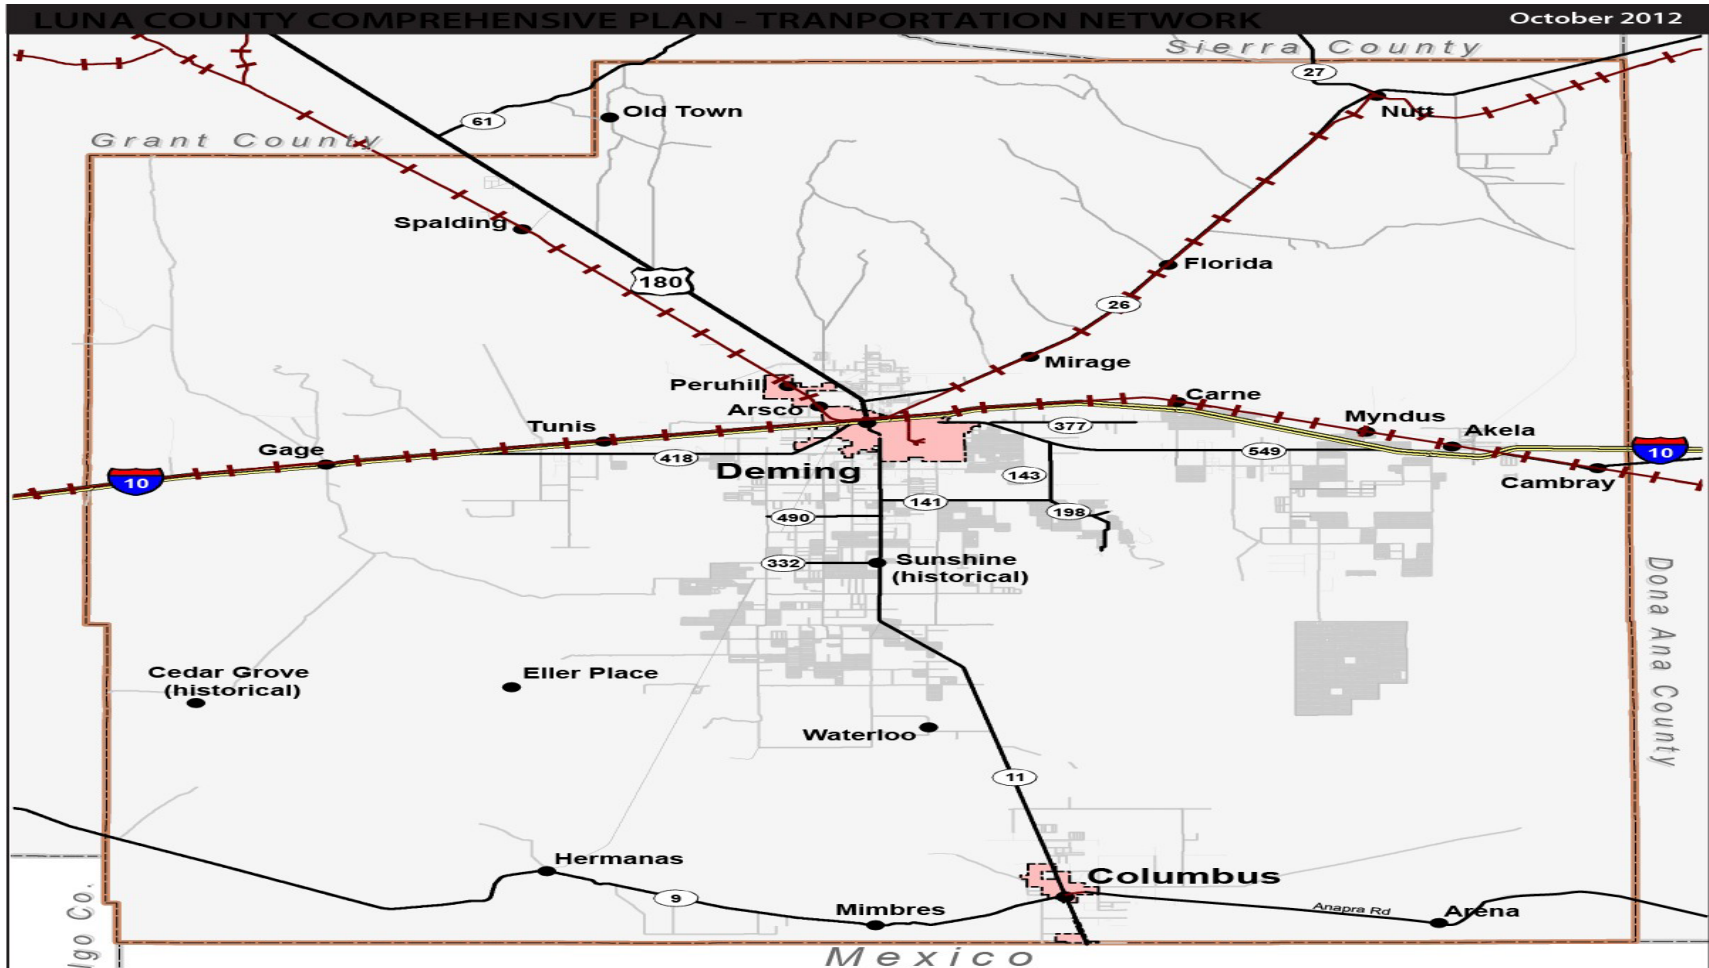 LUNA COUNTY COMPREHENSIVE PLAN - TRANPORTATION NETWORK
October 2012
Sierra County
27
Nutt
Old Town
61
Grant County
Spalding
180
Florida
26
Mirage
Peruhill
Arsco
Carne
Tunis
Myndus
Akela
377
Gage
418
Deming
549
10
10
143
Cambray
141
490
198
332
Sunshine
(historical)
Dona Ana County
Cedar Grove
(historical)
Eller Place
Waterloo
11
Hermanas
Columbus
9
Mimbres
Anapra Rd
Arena
lgo Co.
Mexico